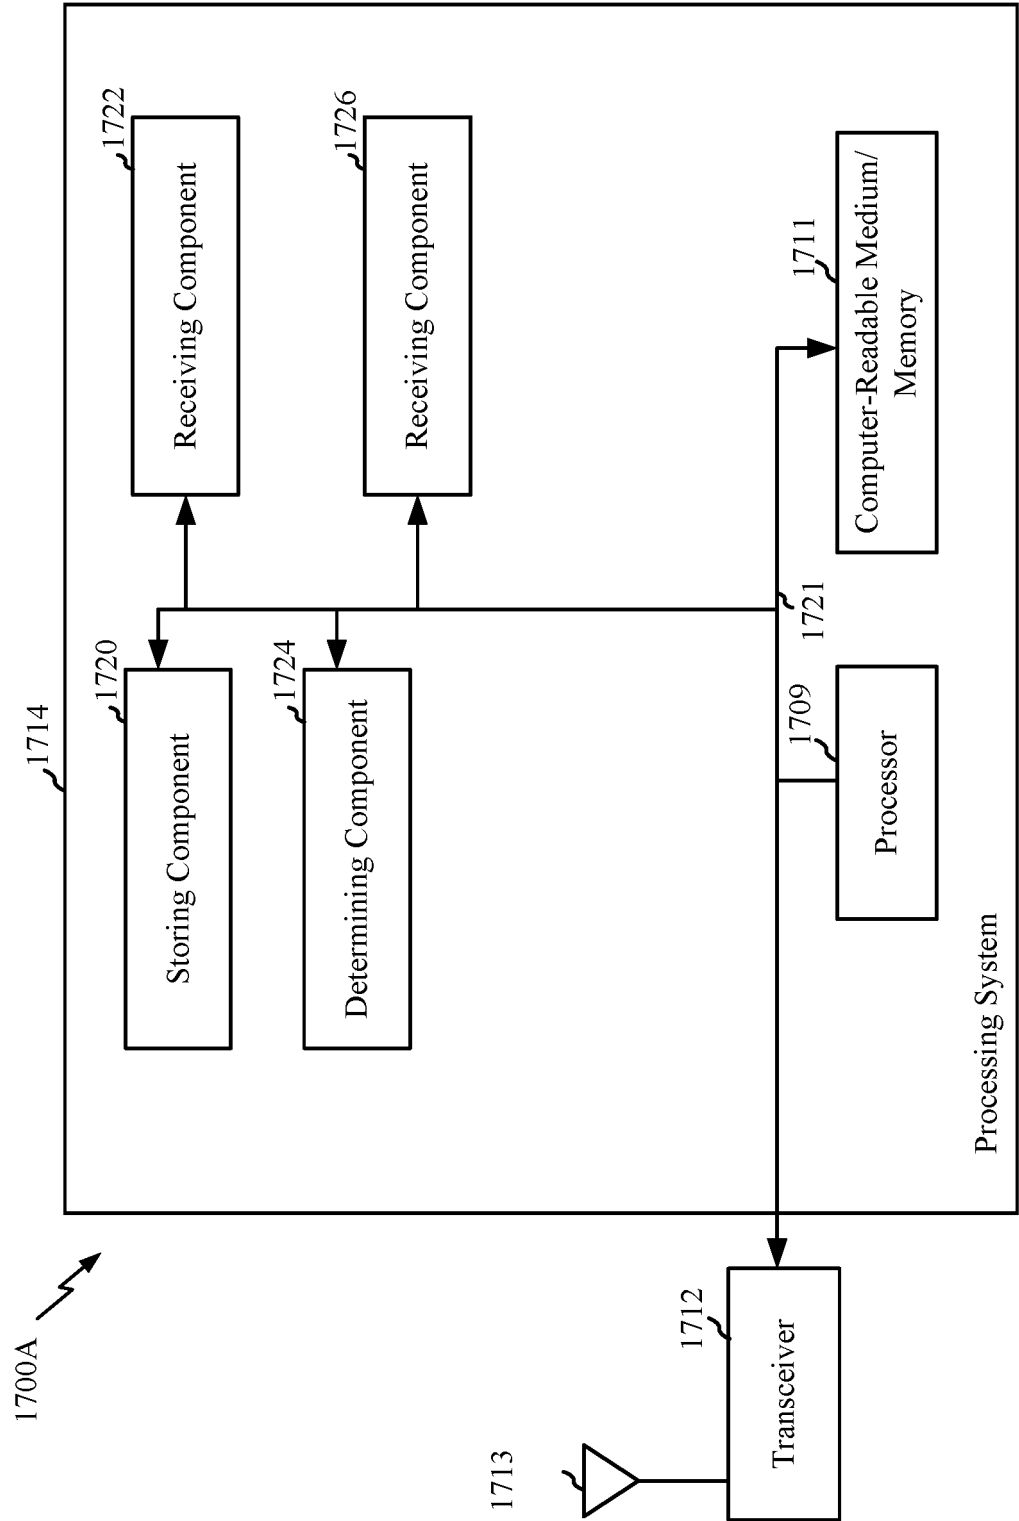 1700A
1714
1720
Storing Component
1722
Receiving Component
1724
Determining Component
1726
Receiving Component
1713
1712
Transceiver
1709
Processor
1721
1711
Computer-Readable Medium/
Memory
Processing System